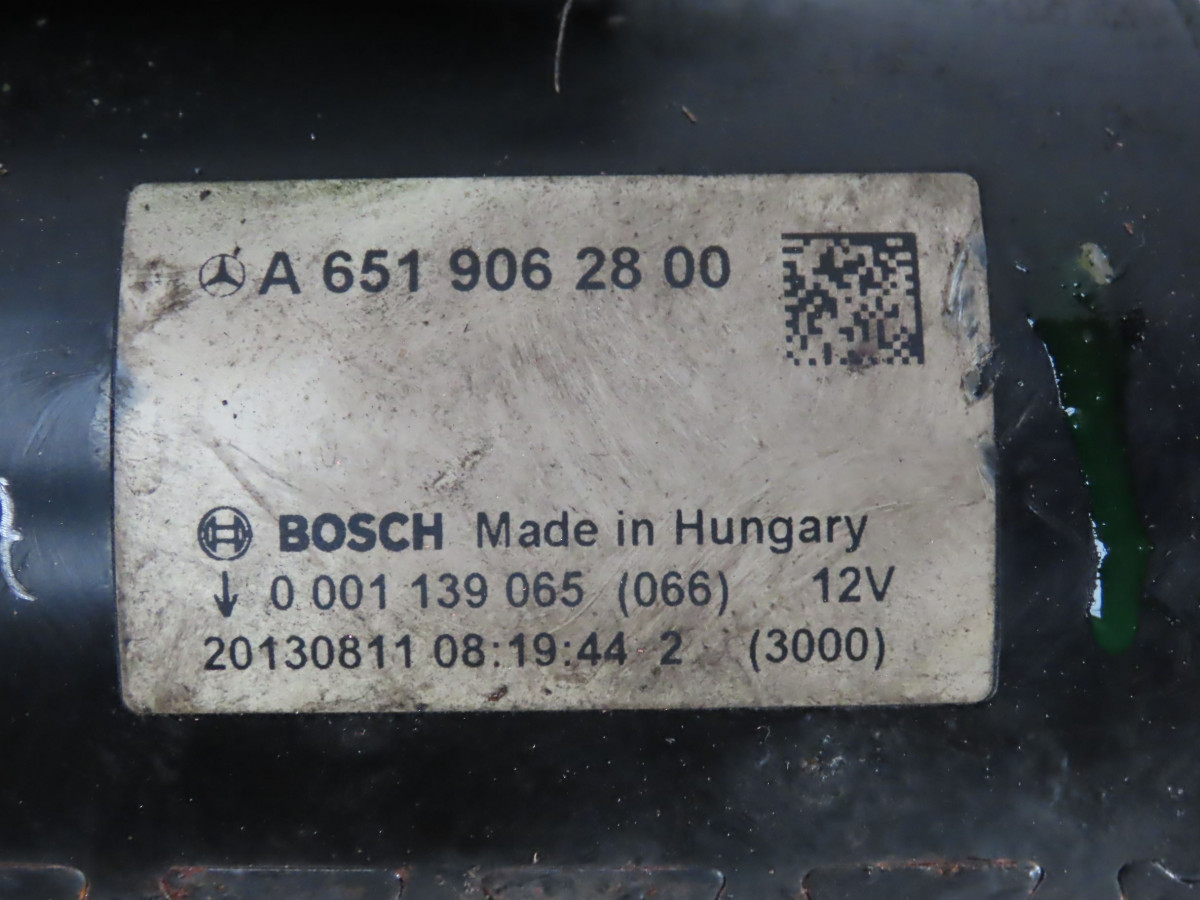 A 651 906 28 00
BOSCH Made in Hungary
↓ 0 001 139 065 (066) 12V
20130811 08:19:44 2 (3000)